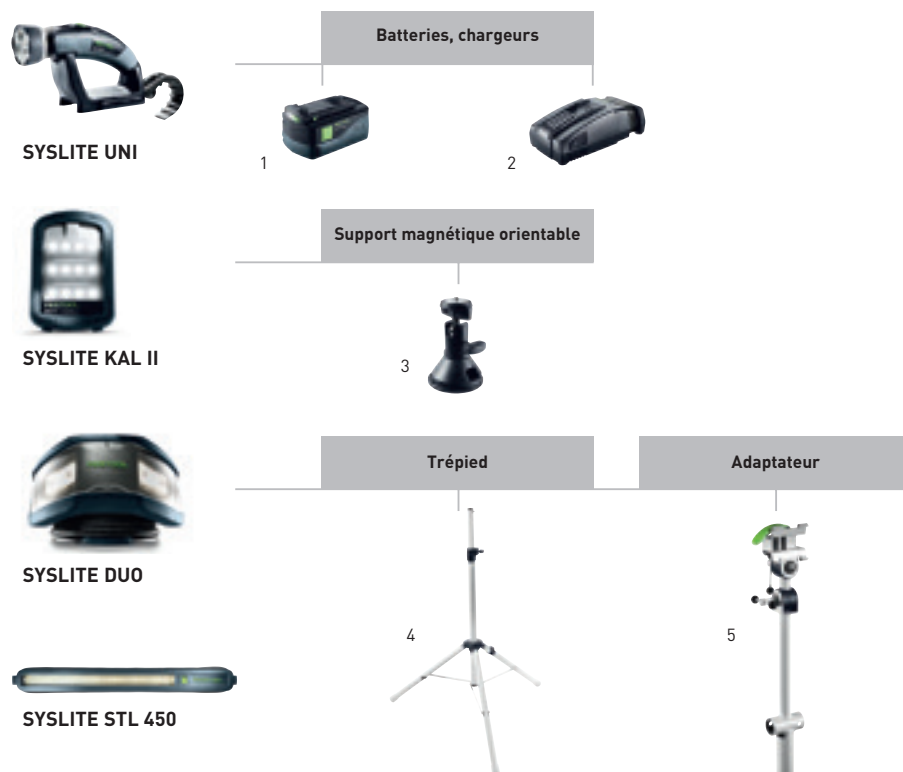 Batteries, chargeurs
SYSLITE UNI
1
2
Support magnétique orientable
SYSLITE KAL II
3
Trépied
Adaptateur
SYSLITE DUO
4
5
SYSLITE STL 450